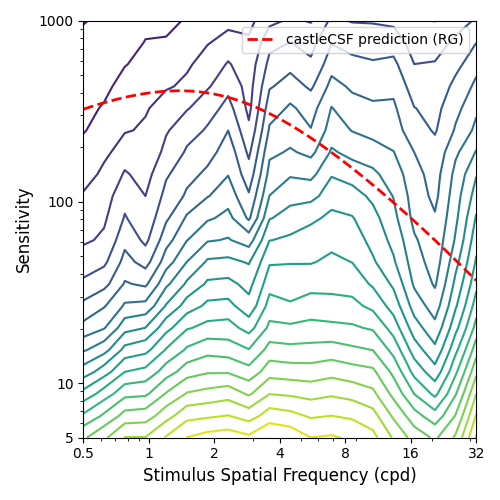 1000
castleCSF prediction (RG)
100
Sensitivity
10
5
0.5 1 2 4 8 16 32
Stimulus Spatial Frequency (cpd)